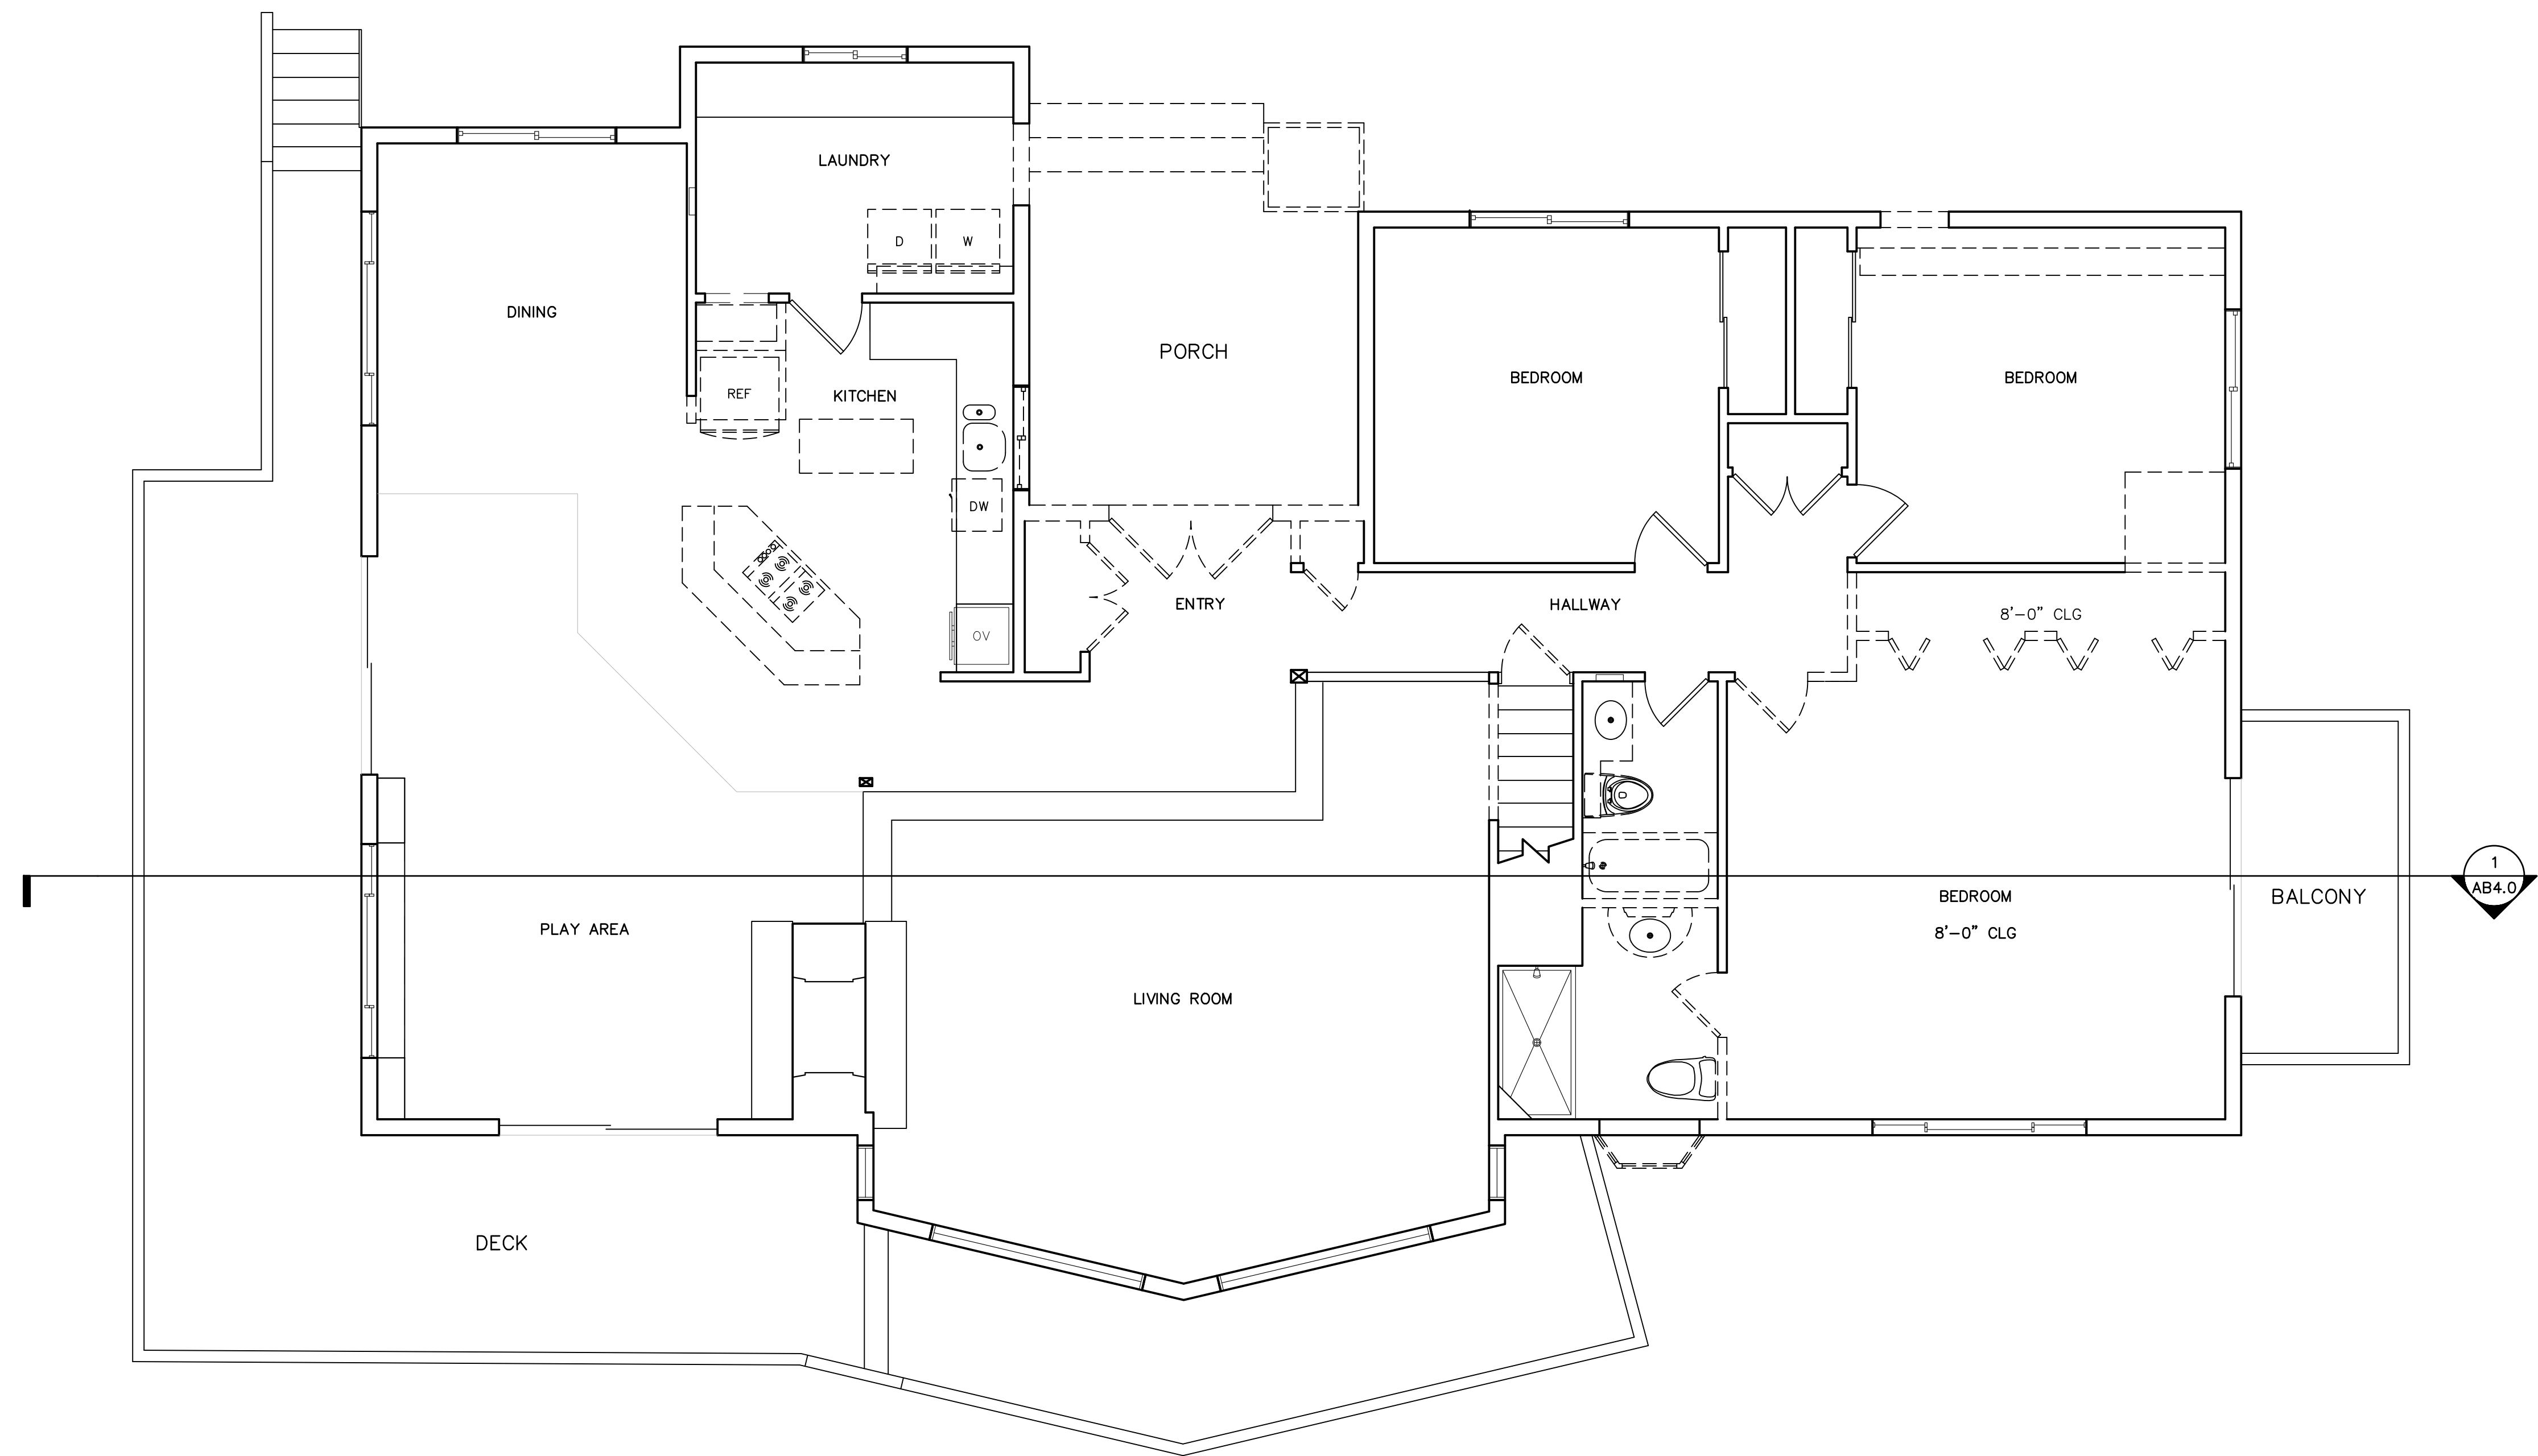 LAUNDRY
D
W
DINING
PORCH
BEDROOM
BEDROOM
REF
KITCHEN
DW
ENTRY
HALLWAY
8'-0" CLG
OV
1
AB4.0
BEDROOM
8'-0" CLG
BALCONY
PLAY AREA
LIVING ROOM
DECK